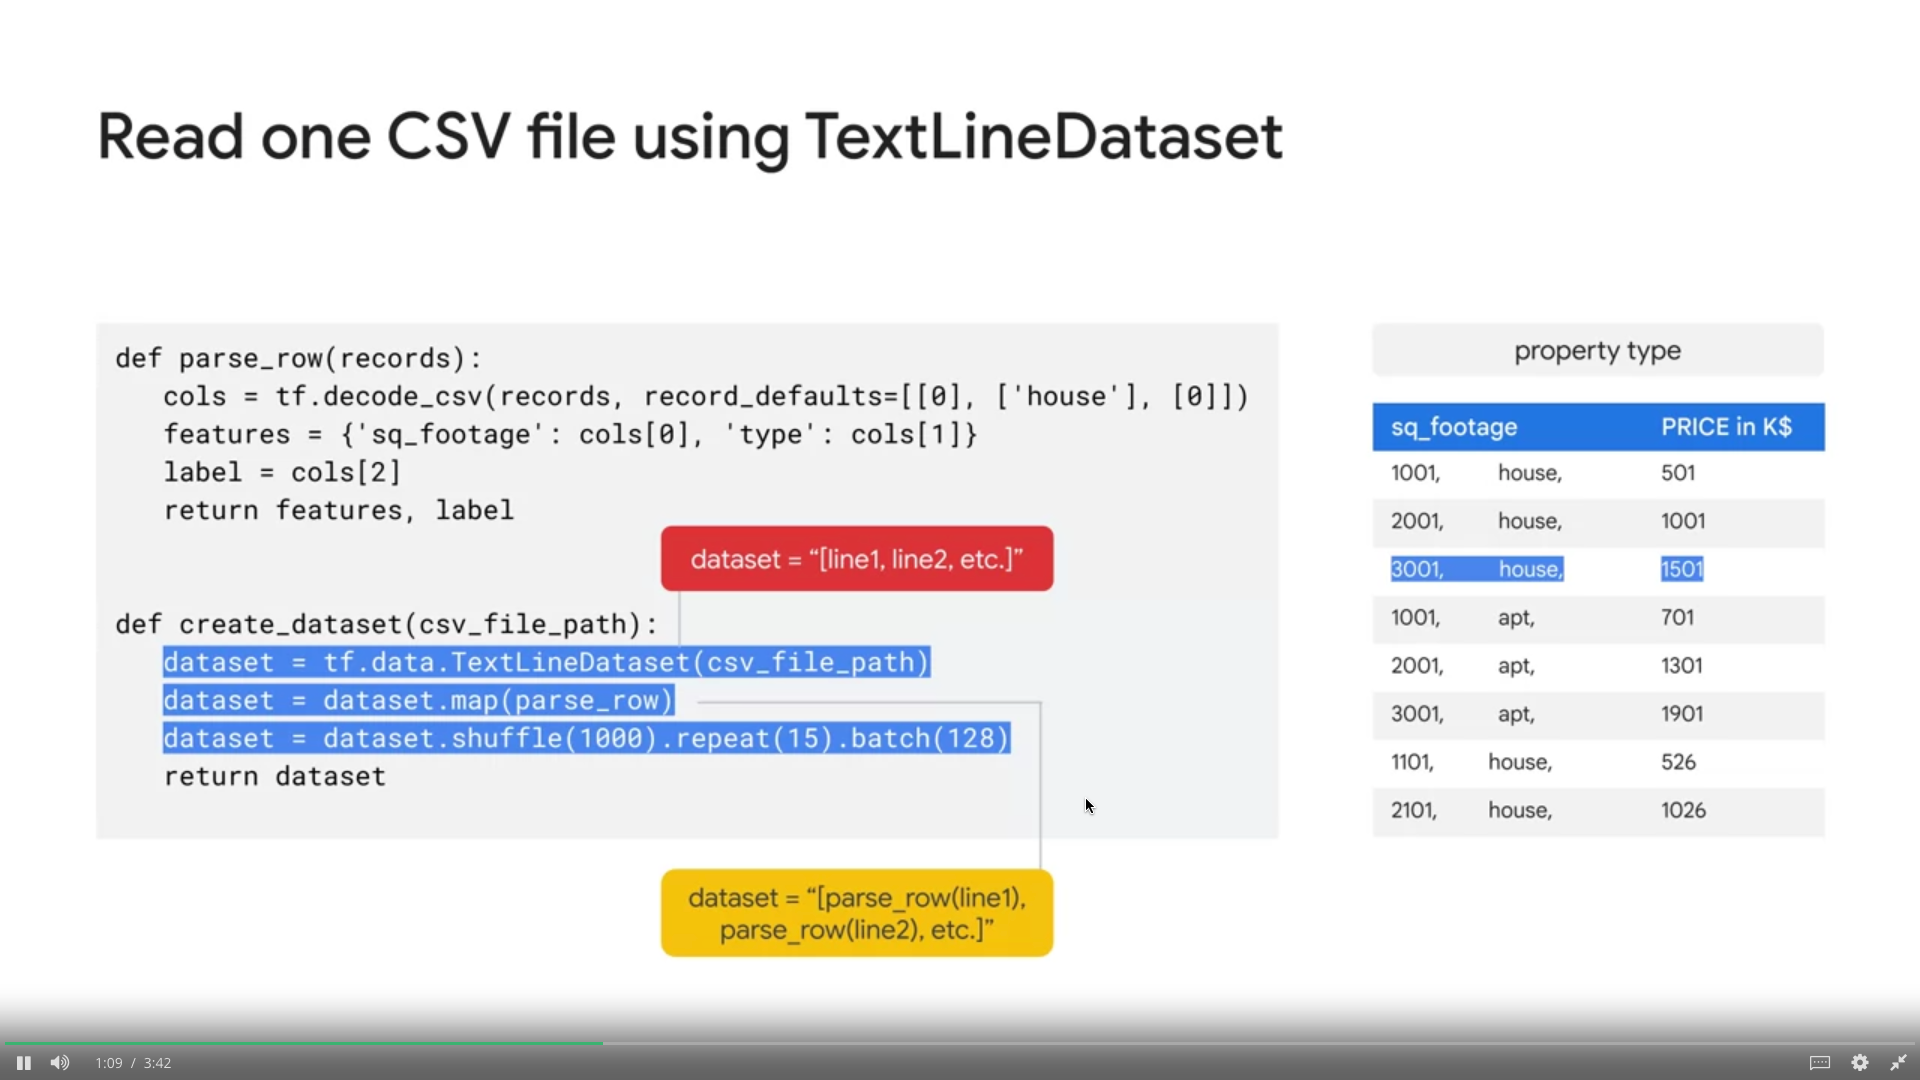 Read one CSV file using TextLineDataset
def parse_row(records):
cols = tf.decode_csv(records, record_defaults=[[0], ['house'], [0]])
features = {'sq_footage': cols[0], 'type': cols[1]}
label = cols[2]
return features, label
dataset = “[line1, line2, etc.]”
def create_dataset(csv_file_path):
dataset = tf.data.TextLineDataset(csv_file_path)
dataset = dataset.map(parse_row)
dataset = dataset.shuffle(1000).repeat(15).batch(128)
return dataset
dataset = “[parse_row(line1),
parse_row(line2), etc.]”
property type
sq_footage PRICE in K$
1001, house, 501
2001, house, 1001
3001, house, 1501
1001, apt, 701
2001, apt, 1301
3001, apt, 1901
1101, house, 526
2101, house, 1026
1:09 / 3:42